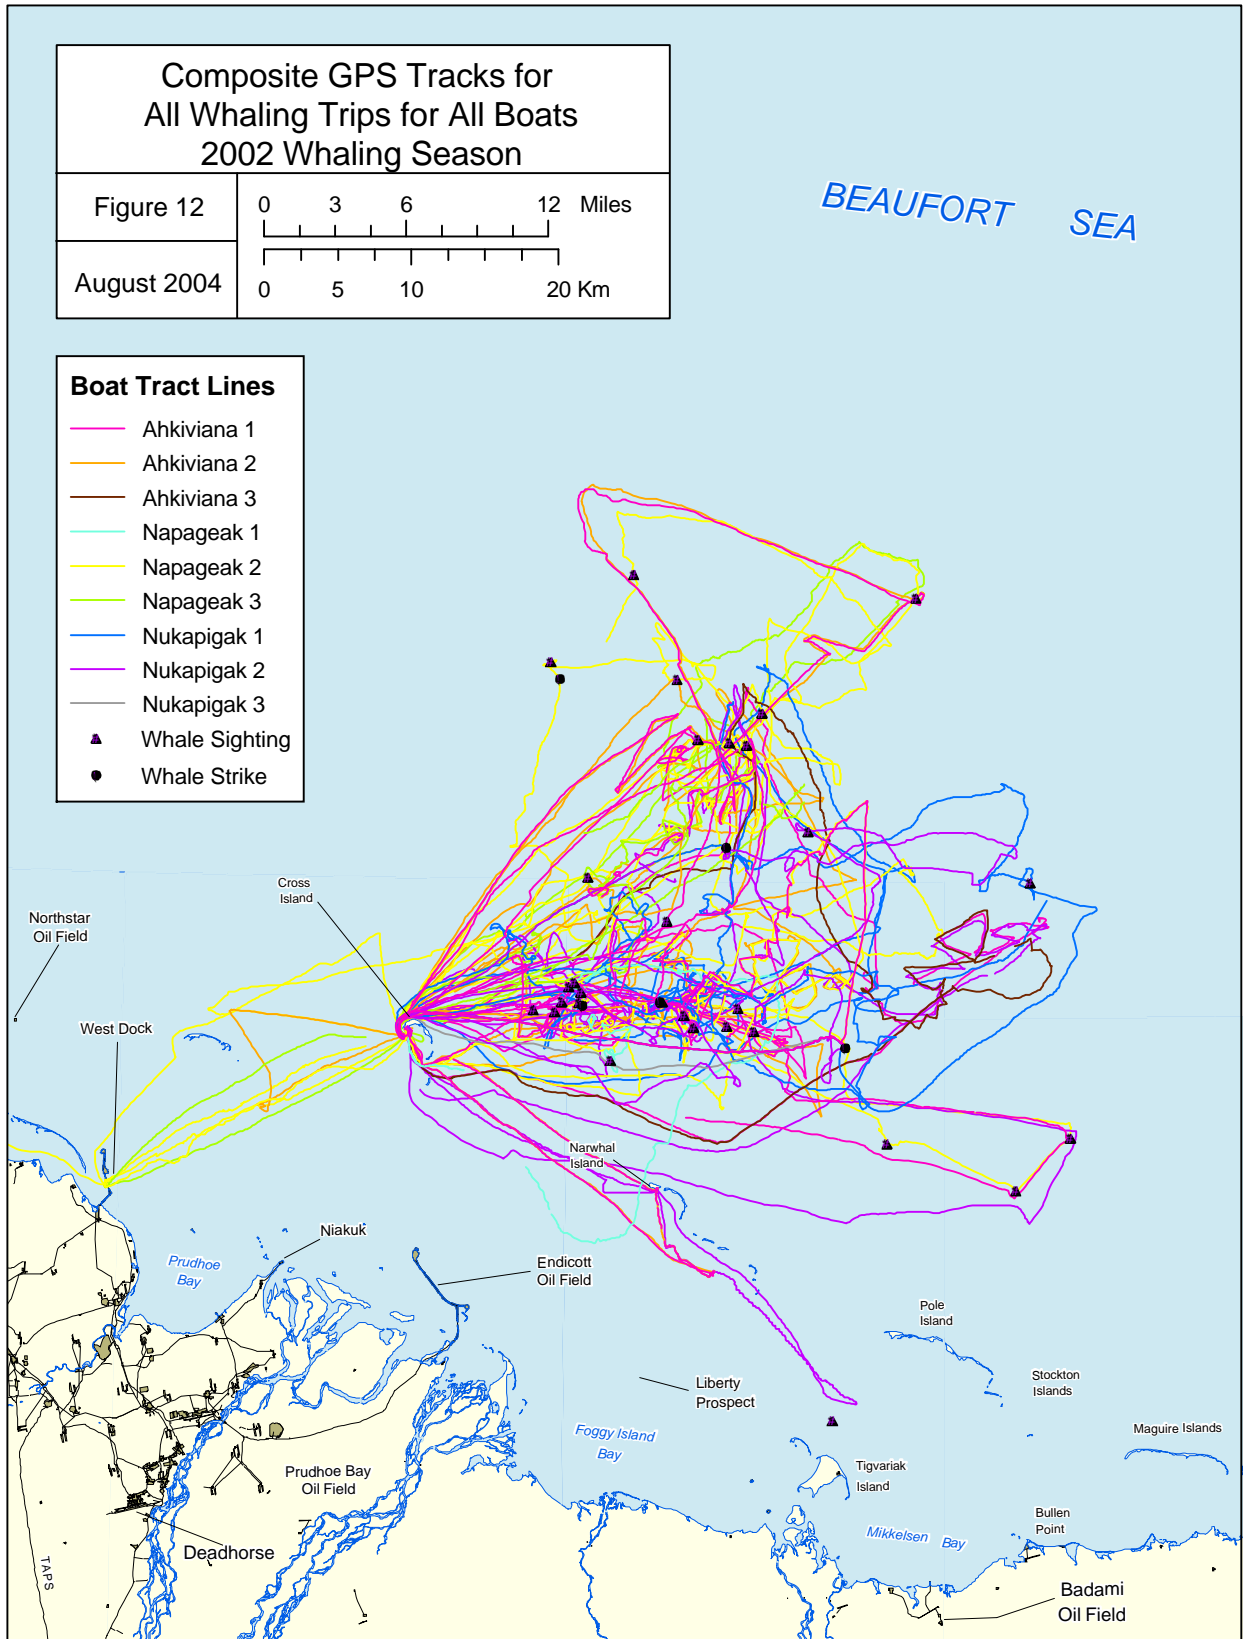 Composite GPS Tracks for
All Whaling Trips for All Boats
2002 Whaling Season
Figure 12
August 2004
0 3 6 12 Miles
0 5 10 20 Km
BEAUFORT SEA
Boat Tract Lines
Ahkiviana 1
Ahkiviana 2
Ahkiviana 3
Napageak 1
Napageak 2
Napageak 3
Nukapigak 1
Nukapigak 2
Nukapigak 3
Whale Sighting
Whale Strike
Cross
Island
Northstar
Oil Field
West Dock
Narwhal
Island
Niakuk
Prudhoe
Bay
Endicott
Oil Field
Pole
Island
Stockton
Islands
Liberty
Prospect
Maguire Islands
Foggy Island
Bay
Tigvariak
Island
Prudhoe Bay
Oil Field
Bullen
Point
Mikkelsen Bay
Deadhorse
TAPS
Badami
Oil Field